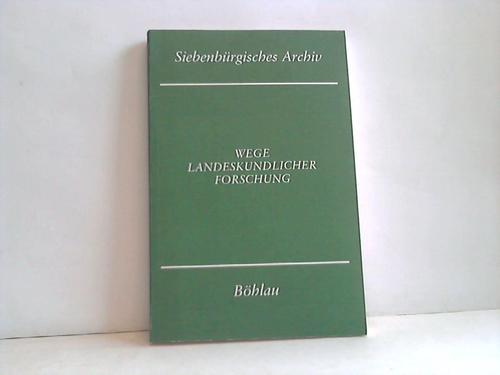 Siebenbürgisches Archiv
WEGE
LANDESKUNDLICHER
FORSCHUNG
Böhlau